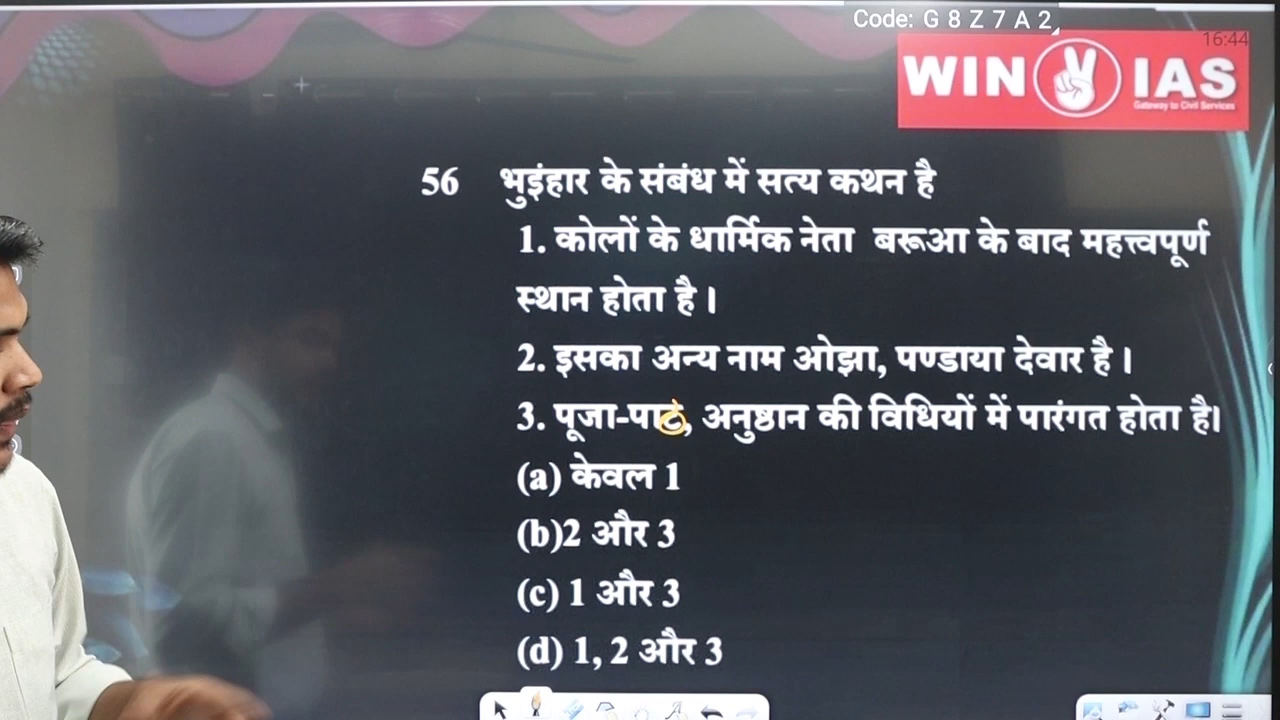 Code: G 8 Z 7 A 2
16:44
WIN IAS
Gateway to Civil Services
56 भुइंहार के संबंध में सत्य कथन है
1. कोलों के धार्मिक नेता बरूआ के बाद महत्त्वपूर्ण
स्थान होता है।
2. इसका अन्य नाम ओझा, पण्डाया देवार है।
3. पूजा-पाठ, अनुष्ठान की विधियों में पारंगत होता है।
(a) केवल 1
(b)2 और 3
(c) 1 और 3
(d) 1, 2 और 3